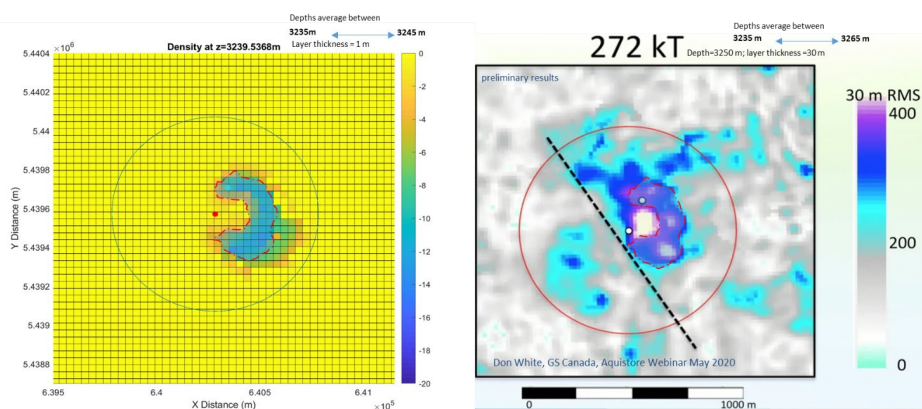 Depths average between
3235m
3245 m
Layer thickness = 1 m
Density at z=3239.5368m
×10⁶
5.4404
5.4402
5.44
5.4398
5.4396
5.4394
5.4392
5.439
5.4388
Y Distance (m)
6.395
6.4
6.405
6.41
X Distance (m)
×10⁵
0
-2
-4
-6
-8
-10
-12
-14
-16
-18
-20
Depths average between
3235 m
3265 m
272 kT
Depth=3250 m; layer thickness =30 m
preliminary results
Don White, GS Canada, Aquistore Webinar May 2020
0
1000 m
30 m RMS
400
200
0